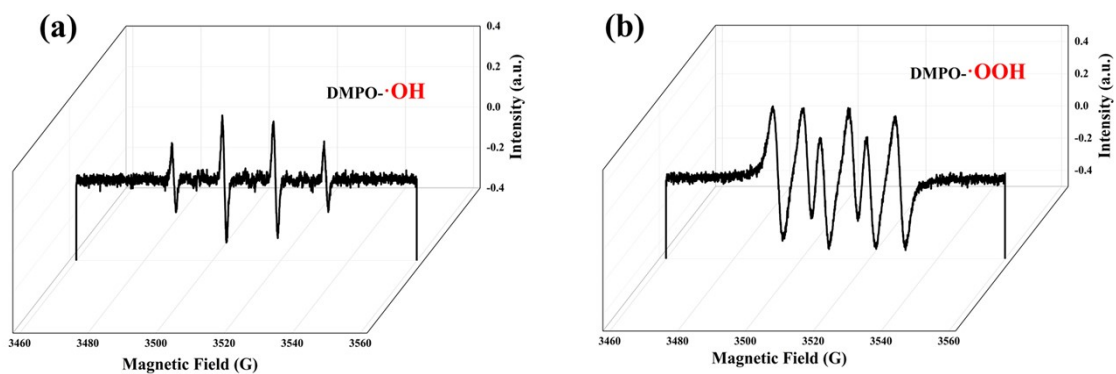 (a)
DMPO-·OH
0.4
0.2
0.0
-0.2
-0.4
Intensity (a.u.)
3460
3480
3500
3520
3540
3560
Magnetic Field (G)
(b)
DMPO-·OOH
0.4
0.2
0.0
-0.2
-0.4
Intensity (a.u.)
3460
3480
3500
3520
3540
3560
Magnetic Field (G)